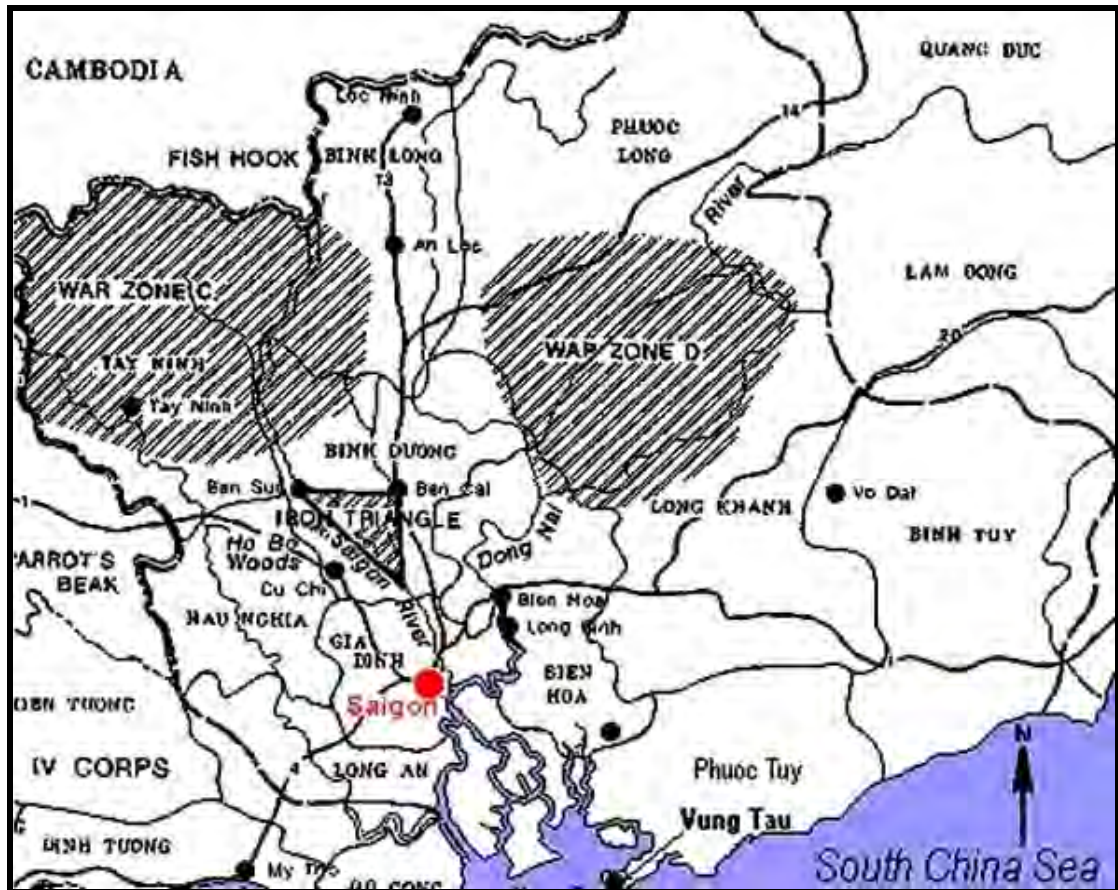 CAMBODIA
QUANG DUC
Loc Ninh
14
PHUOC
LONG
FISH HOOK
BINH LONG
13
River
An Loc
LAM DONG
WAR ZONE C
WAR ZONE D
20
TAY NINH
Tay Ninh
BINH DUONG
Ben Suc
Ben Cat
1
IRON TRIANGLE
LONG KHANH
Vo Dat
BINH TUY
Ho Bo
Woods
Saigon
River
Dong Nai
PARROT'S
BEAK
Cu Chi
Bien Hoa
Long Binh
HAU NGHIA
GIA
DINH
BIEN
HOA
Saigon
1
IV CORPS
4
LONG AN
Phuoc Tuy
N
Vung Tau
DINH TUONG
My Tho
GO CONG
South China Sea